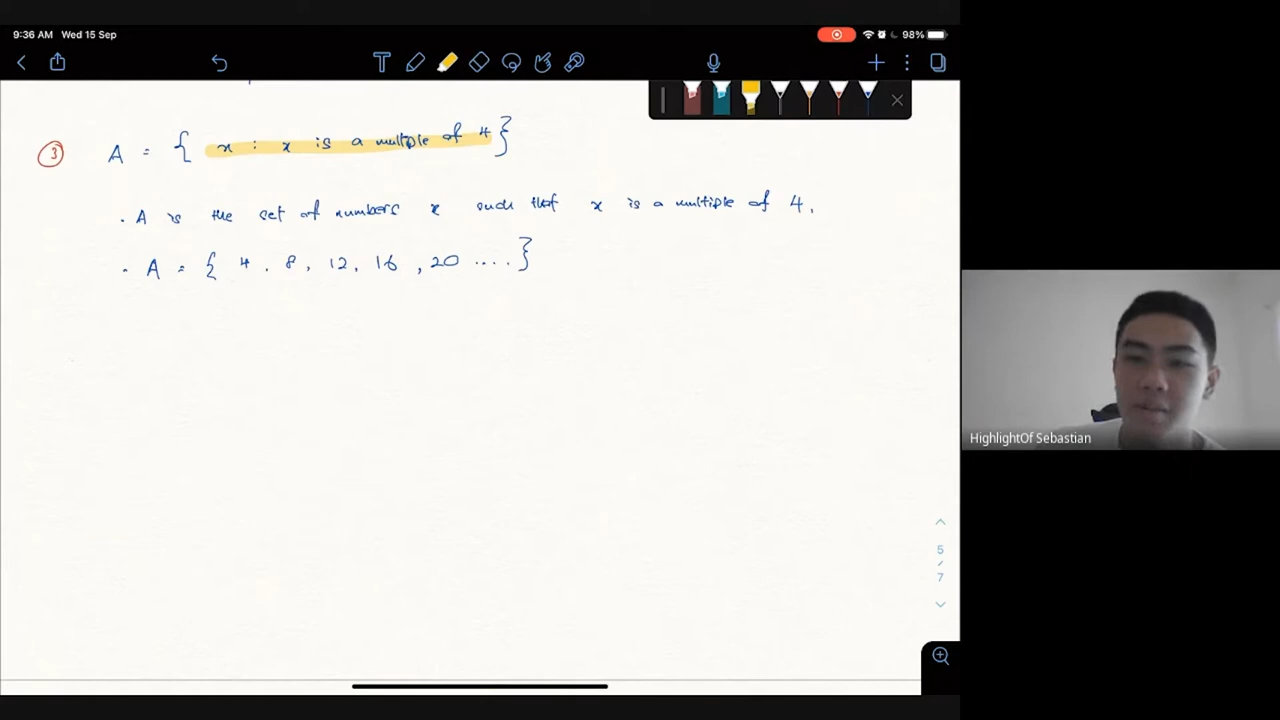 9:36 AM Wed 15 Sep
98%
T
③ A = { x : x is a multiple of 4 }
. A is the set of numbers x such that x is a multiple of 4.
. A = { 4, 8, 12, 16, 20 .... }
HighlightOf Sebastian
5
/
7